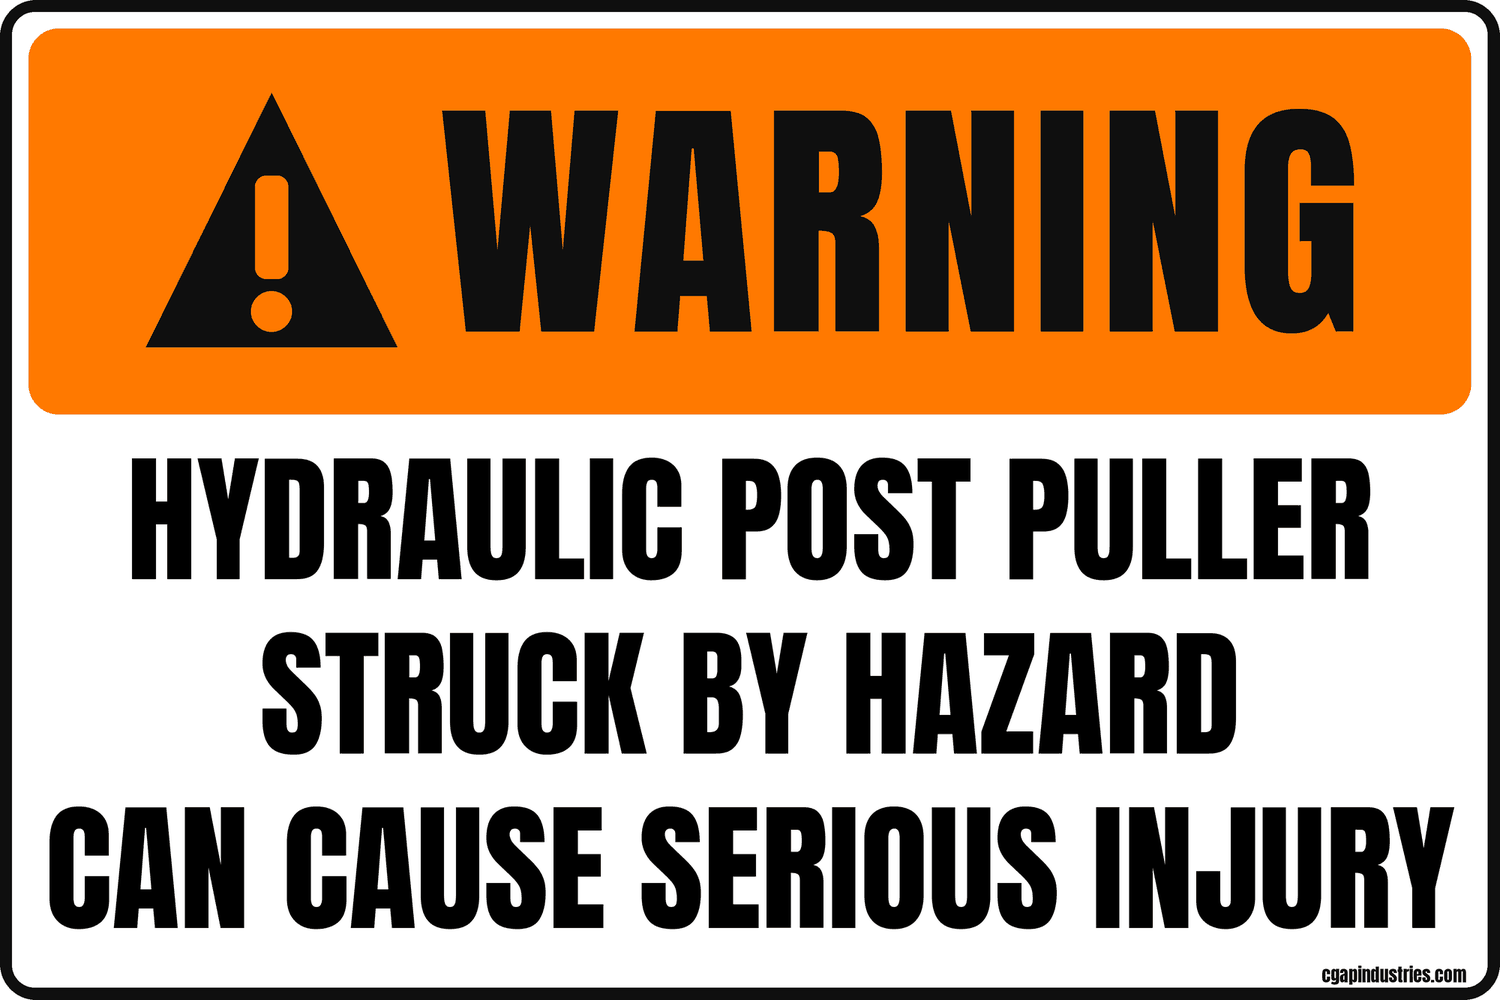 WARNING
HYDRAULIC POST PULLER
STRUCK BY HAZARD
CAN CAUSE SERIOUS INJURY
cgapindustries.com